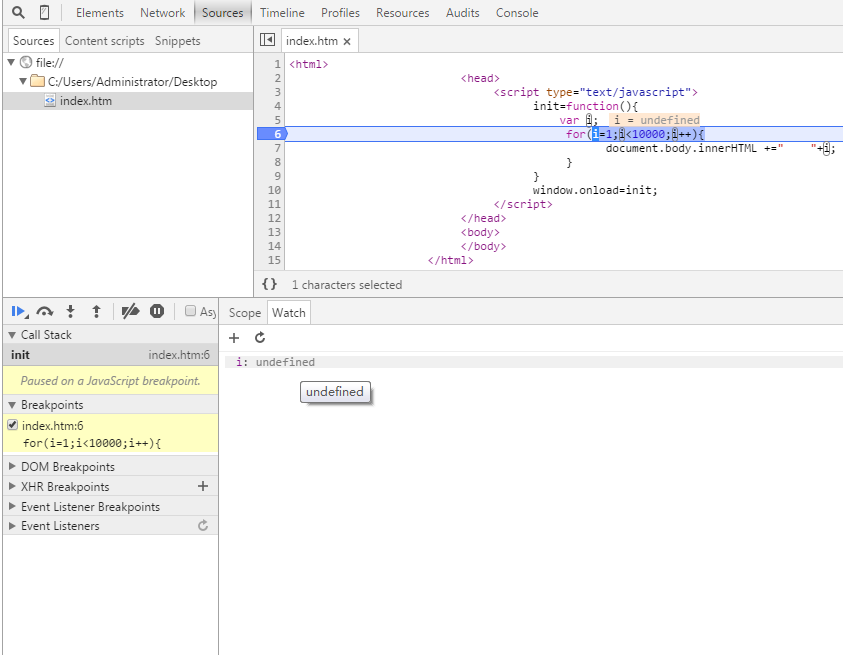 Elements Network Sources Timeline Profiles Resources Audits Console
Sources Content scripts Snippets
index.htm ×
file://
C:/Users/Administrator/Desktop
index.htm
1 <html>
2 <head>
3 <script type="text/javascript">
4 init=function(){
5 var i; i = undefined
6 for(i=1;i<10000;i++){
7 document.body.innerHTML +="    "+i;
8 }
9 }
10 window.onload=init;
11 </script>
12 </head>
13 <body>
14 </body>
15 </html>
{} 1 characters selected
Asy
Scope Watch
Call Stack
init index.htm:6
Paused on a JavaScript breakpoint.
Breakpoints
index.htm:6
for(i=1;i<10000;i++){
DOM Breakpoints
XHR Breakpoints +
Event Listener Breakpoints
Event Listeners
+
i: undefined
undefined